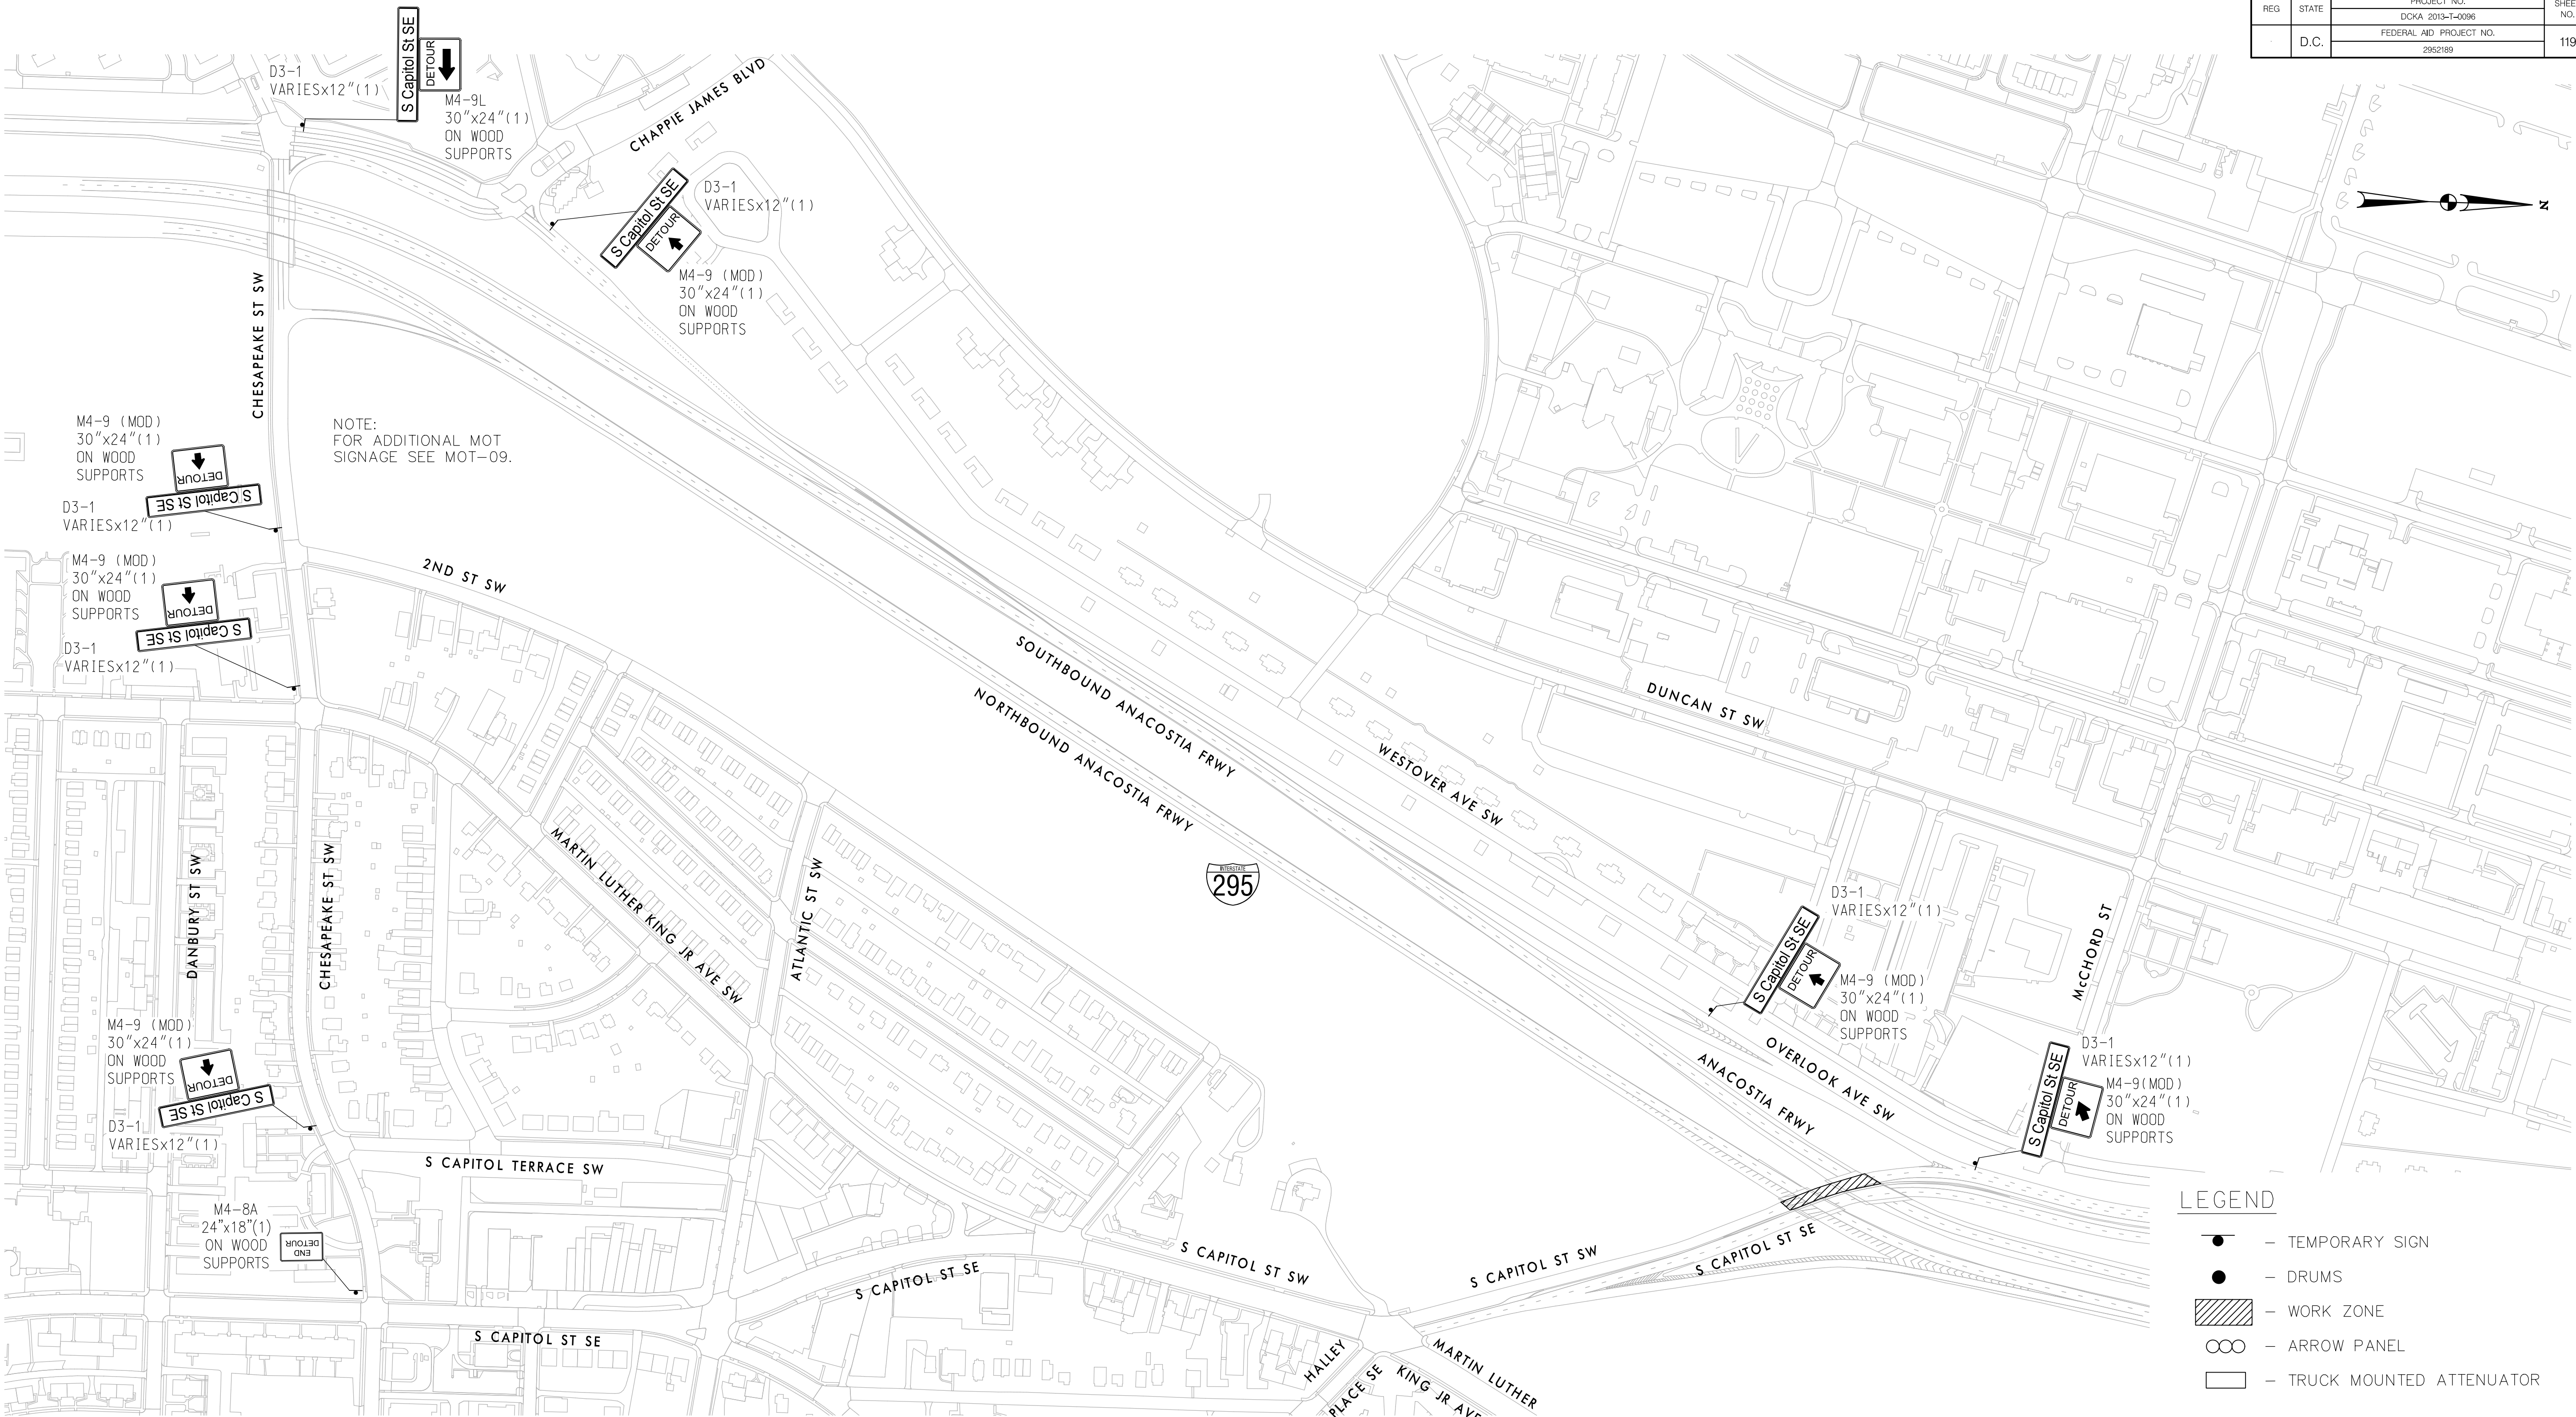 REG
STATE
PROJECT NO.
SHEET
NO.
DCKA 2013-T-0096
D.C.
FEDERAL AID PROJECT NO.
2952189
119
D3-1
VARIESx12"(1)
S Capitol St SE
DETOUR
M4-9L
30"x24"(1)
ON WOOD
SUPPORTS
CHAPPIE JAMES BLVD
D3-1
VARIESx12"(1)
S Capitol St SE
DETOUR
M4-9 (MOD)
30"x24"(1)
ON WOOD
SUPPORTS
N
CHESAPEAKE ST SW
NOTE:
FOR ADDITIONAL MOT
SIGNAGE SEE MOT-09.
M4-9 (MOD)
30"x24"(1)
ON WOOD
SUPPORTS
DETOUR
S Capitol St SE
D3-1
VARIESx12"(1)
M4-9 (MOD)
30"x24"(1)
ON WOOD
SUPPORTS
DETOUR
S Capitol St SE
D3-1
VARIESx12"(1)
2ND ST SW
SOUTHBOUND ANACOSTIA FRWY
NORTHBOUND ANACOSTIA FRWY
WESTOVER AVE SW
DUNCAN ST SW
INTERSTATE
295
DANBURY ST SW
CHESAPEAKE ST SW
MARTIN LUTHER KING JR AVE SW
ATLANTIC ST SW
D3-1
VARIESx12"(1)
S Capitol St SE
DETOUR
M4-9 (MOD)
30"x24"(1)
ON WOOD
SUPPORTS
McCHORD ST
OVERLOOK AVE SW
ANACOSTIA FRWY
D3-1
VARIESx12"(1)
S Capitol St SE
DETOUR
M4-9(MOD)
30"x24"(1)
ON WOOD
SUPPORTS
M4-9 (MOD)
30"x24"(1)
ON WOOD
SUPPORTS
DETOUR
S Capitol St SE
D3-1
VARIESx12"(1)
S CAPITOL TERRACE SW
M4-8A
24"x18"(1)
ON WOOD
SUPPORTS
END
DETOUR
S CAPITOL ST SE
S CAPITOL ST SE
S CAPITOL ST SW
S CAPITOL ST SW
S CAPITOL ST SE
HALLEY
PLACE SE
MARTIN LUTHER
KING JR AVE
LEGEND
- TEMPORARY SIGN
- DRUMS
- WORK ZONE
- ARROW PANEL
- TRUCK MOUNTED ATTENUATOR